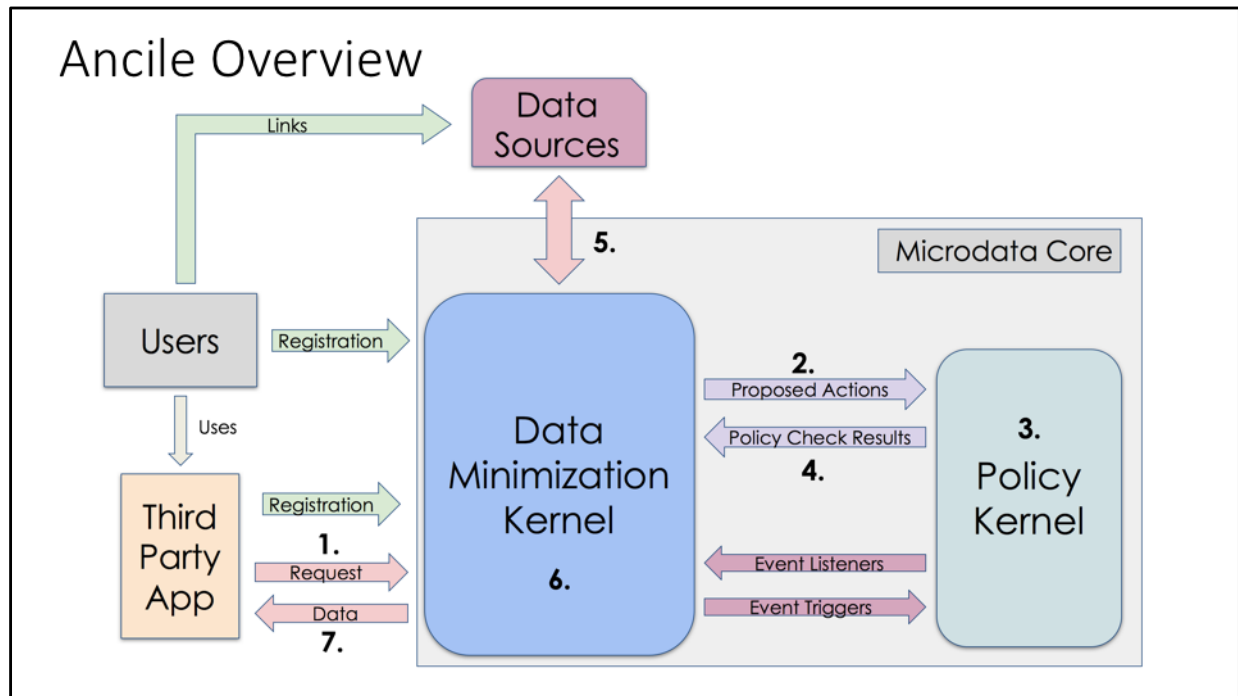 Ancile Overview
Data
Sources
Links
5.
Microdata Core
Users
Registration
2.
Proposed Actions
Policy Check Results
4.
3.
Policy
Kernel
Data
Minimization
Kernel
6.
Uses
Third
Party
App
Registration
1.
Request
Data
7.
Event Listeners
Event Triggers